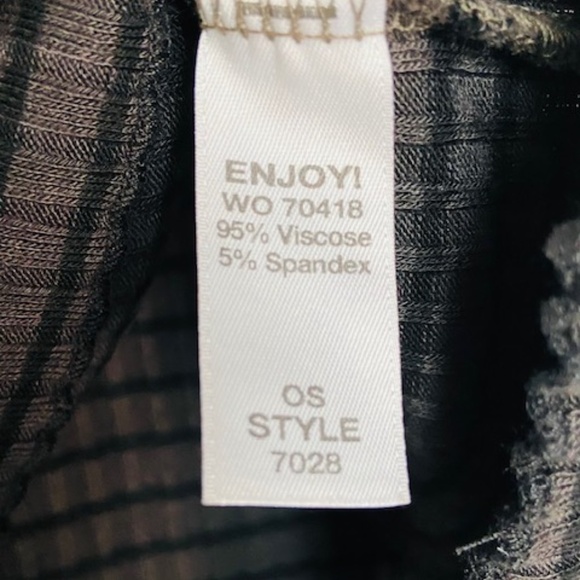 ENJOY!
WO 70418
95% Viscose
5% Spandex
OS
STYLE
7028